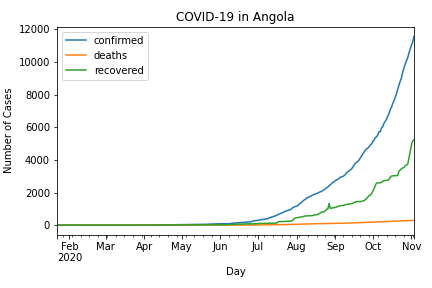 COVID-19 in Angola
confirmed
deaths
recovered
Number of Cases
12000
10000
8000
6000
4000
2000
0
Feb Mar Apr May Jun Jul Aug Sep Oct Nov
2020
Day